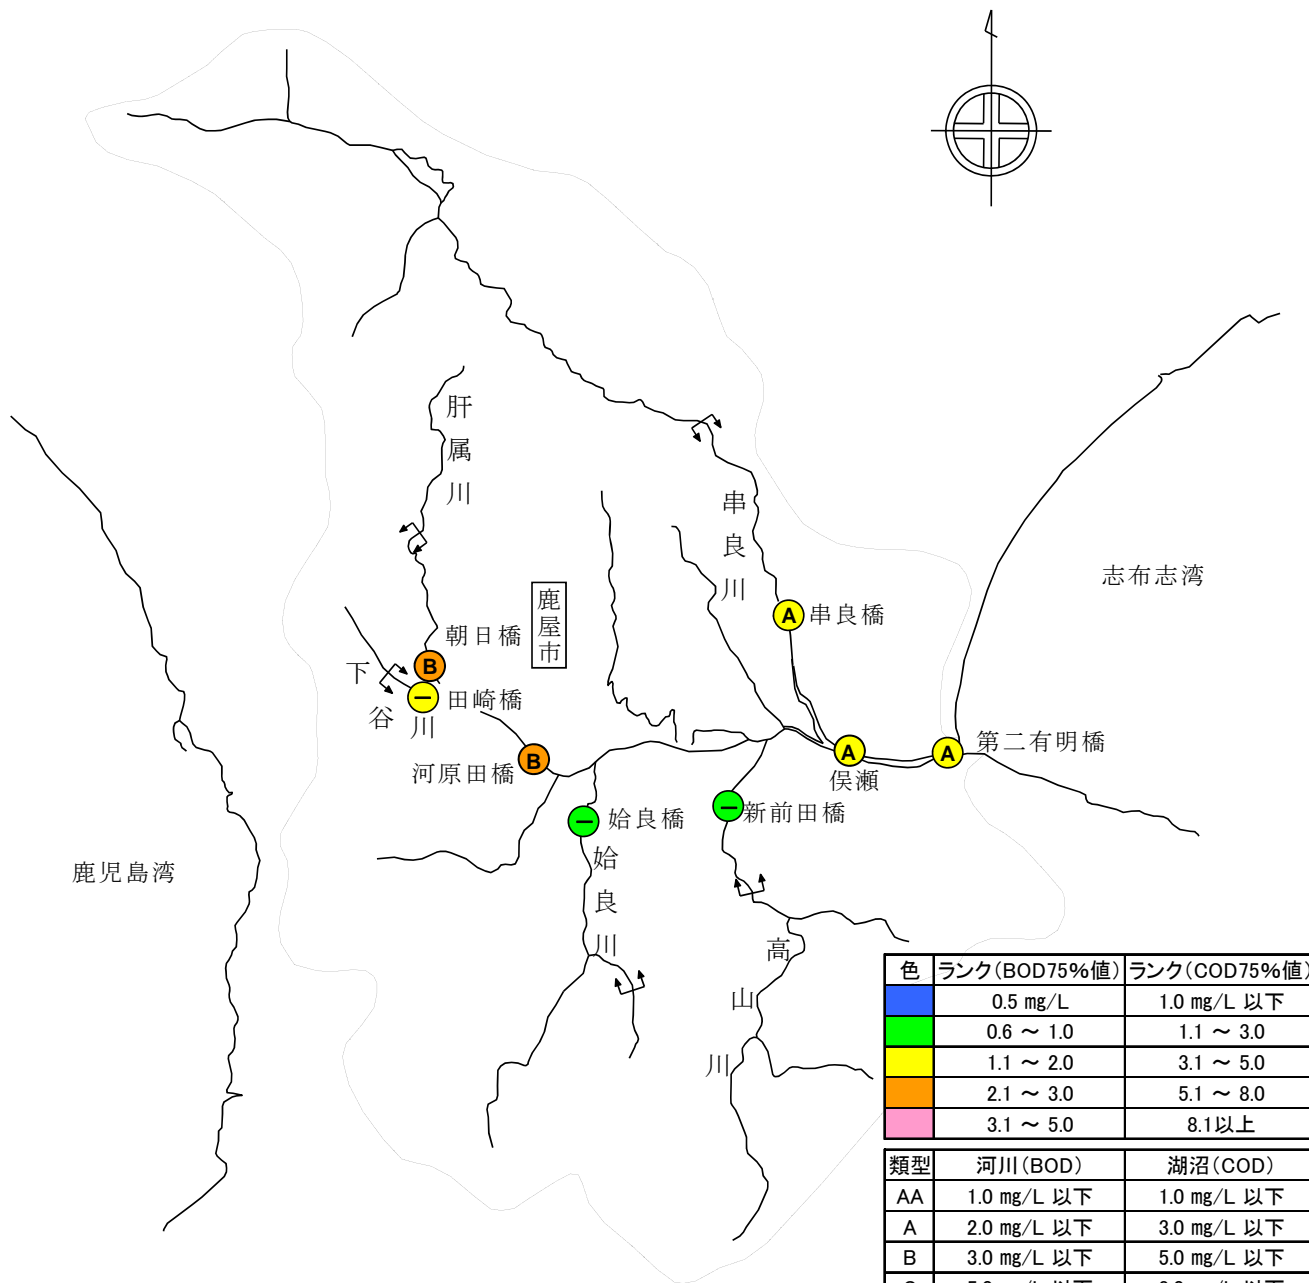 肝属川
串良川
志布志湾
鹿屋市
A 串良橋
朝日橋
B
下谷川
一 田崎橋
第二有明橋
A
A
俣瀬
B
河原田橋
一 新前田橋
一 姶良橋
姶良川
鹿児島湾
高山川
色 ランク(BOD75%値) ランク(COD75%値)
0.5 mg/L 1.0 mg/L 以下
0.6 ～ 1.0 1.1 ～ 3.0
1.1 ～ 2.0 3.1 ～ 5.0
2.1 ～ 3.0 5.1 ～ 8.0
3.1 ～ 5.0 8.1以上
類型 河川(BOD) 湖沼(COD)
AA 1.0 mg/L 以下 1.0 mg/L 以下
A 2.0 mg/L 以下 3.0 mg/L 以下
B 3.0 mg/L 以下 5.0 mg/L 以下